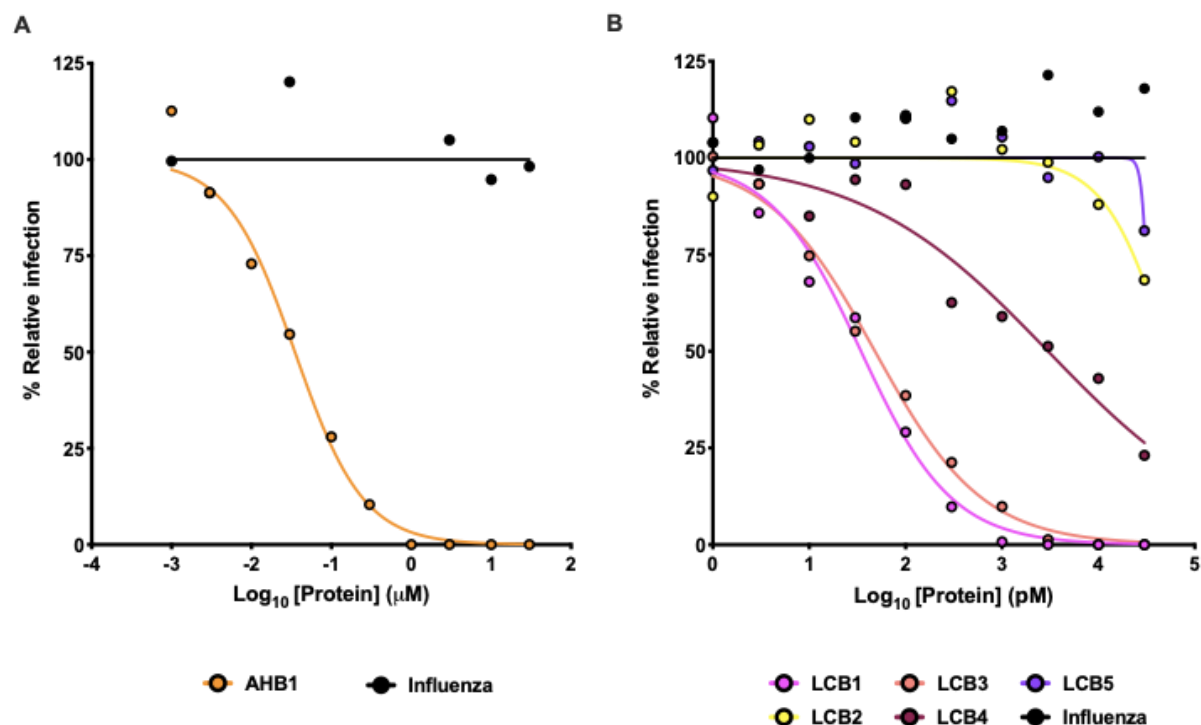 A
125
100
75
50
25
0
% Relative infection
-4 -3 -2 -1 0 1 2
Log10 [Protein] (μM)
AHB1 Influenza
B
125
100
75
50
25
0
% Relative infection
0 1 2 3 4 5
Log10 [Protein] (pM)
LCB1 LCB3 LCB5
LCB2 LCB4 Influenza